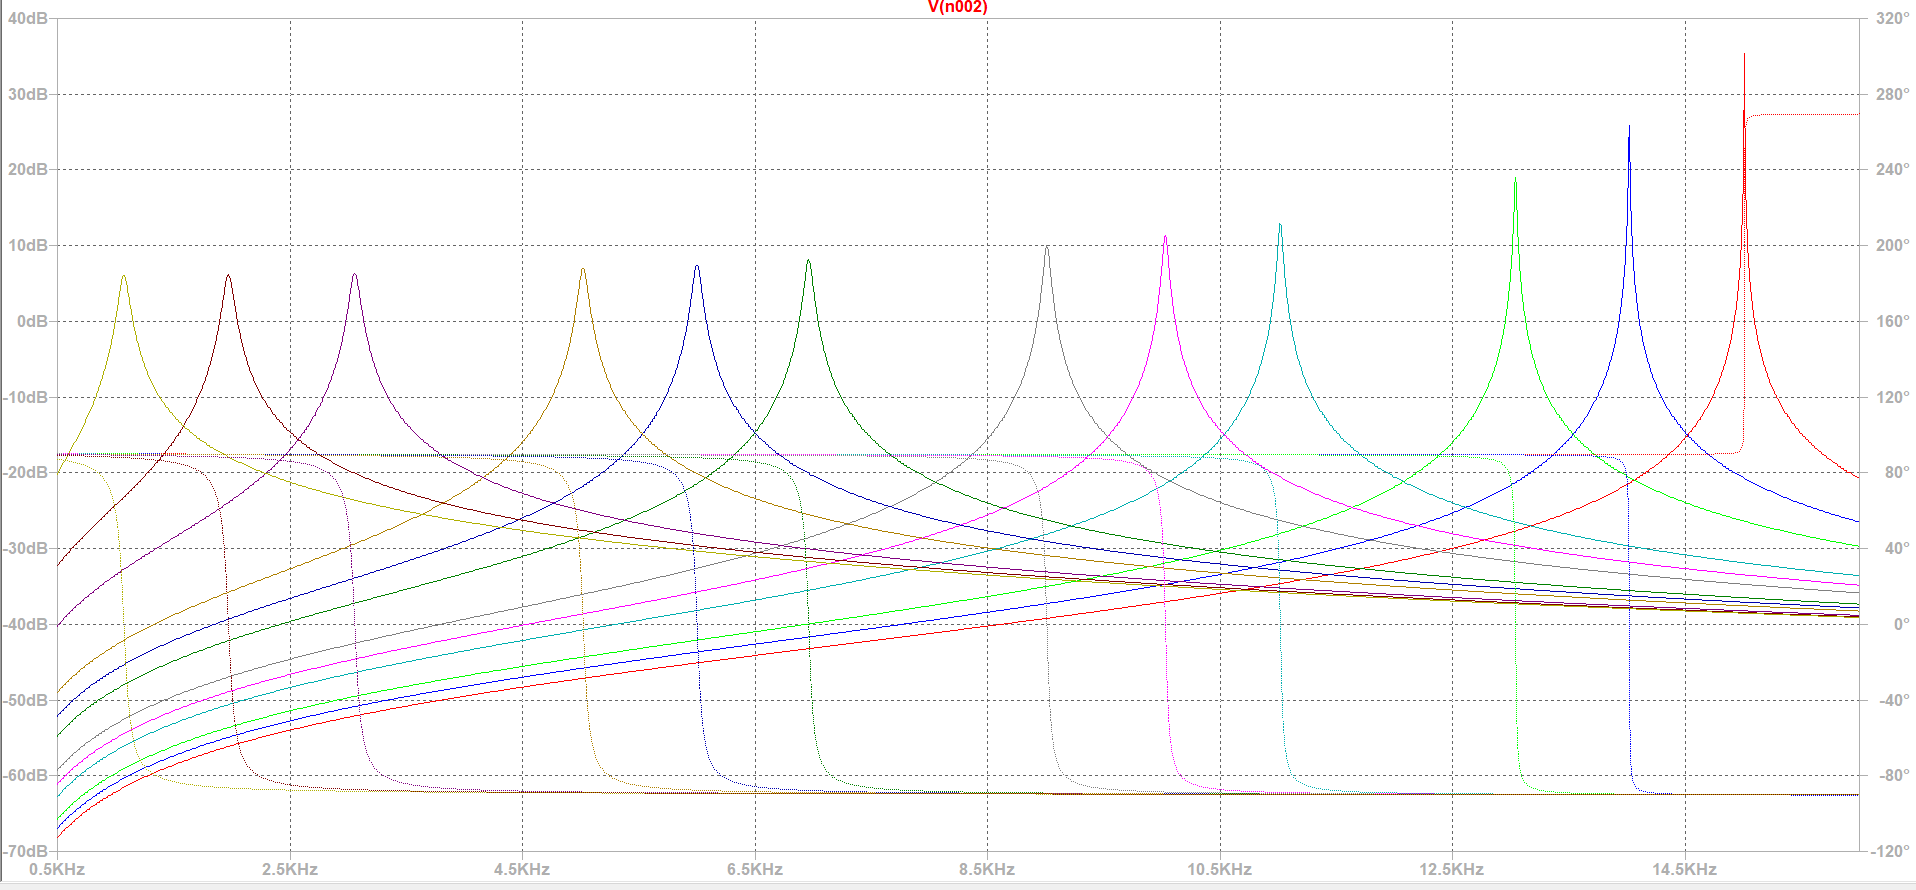 V(n002)
40dB 320°
30dB 280°
20dB 240°
10dB 200°
0dB 160°
-10dB 120°
-20dB 80°
-30dB 40°
-40dB 0°
-50dB -40°
-60dB -80°
-70dB -120°
0.5KHz 2.5KHz 4.5KHz 6.5KHz 8.5KHz 10.5KHz 12.5KHz 14.5KHz